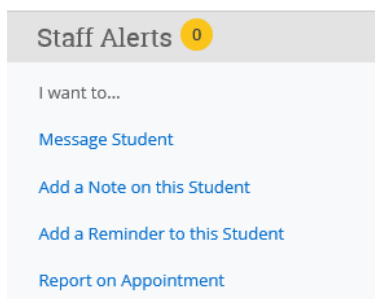 Staff Alerts 0
I want to...
Message Student
Add a Note on this Student
Add a Reminder to this Student
Report on Appointment